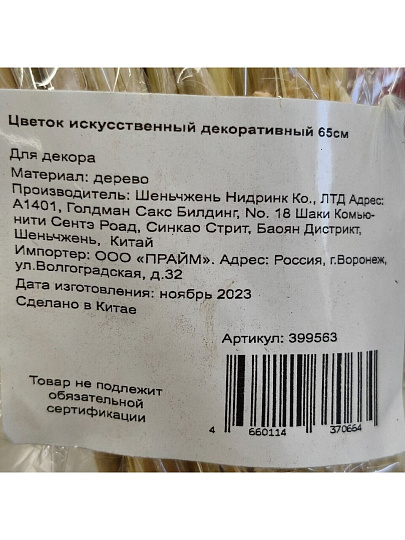 Цветок искусственный декоративный 65см
Для декора
Материал: дерево
Производитель: Шеньчжень Нидринк Ко., ЛТД Адрес:
А1401, Голдман Сакс Билдинг, No. 18 Шаки Комью-
нити Сентэ Роад, Синкао Стрит, Баоян Дистрикт,
Шеньчжень, Китай
Импортер: ООО «ПРАЙМ». Адрес: Россия, г.Воронеж,
ул.Волгоградская, д.32
Дата изготовления: ноябрь 2023
Сделано в Китае
Артикул: 399563
Товар не подлежит
обязательной
сертификации
4 660114 370664